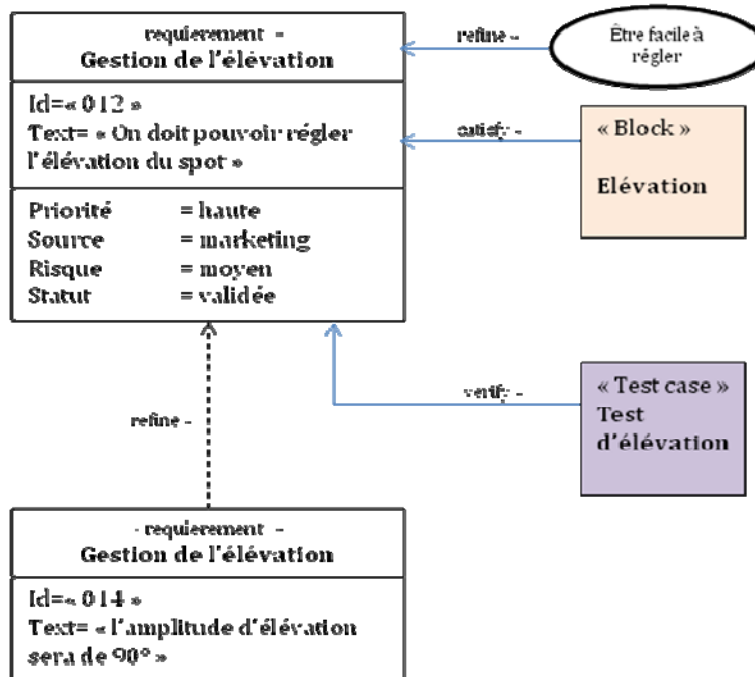 requierement -
Gestion de l'élévation
Id=« 012 »
Text= « On doit pouvoir régler
l'élévation du spot »
Priorité = haute
Source = marketing
Risque = moyen
Statut = validée
refine -
Être facile à
régler
satisfy -
« Block »
Elévation
verify -
« Test case »
Test
d'élévation
refine -
- requierement -
Gestion de l'élévation
Id=« 014 »
Text= « l'amplitude d'élévation
sera de 90° »